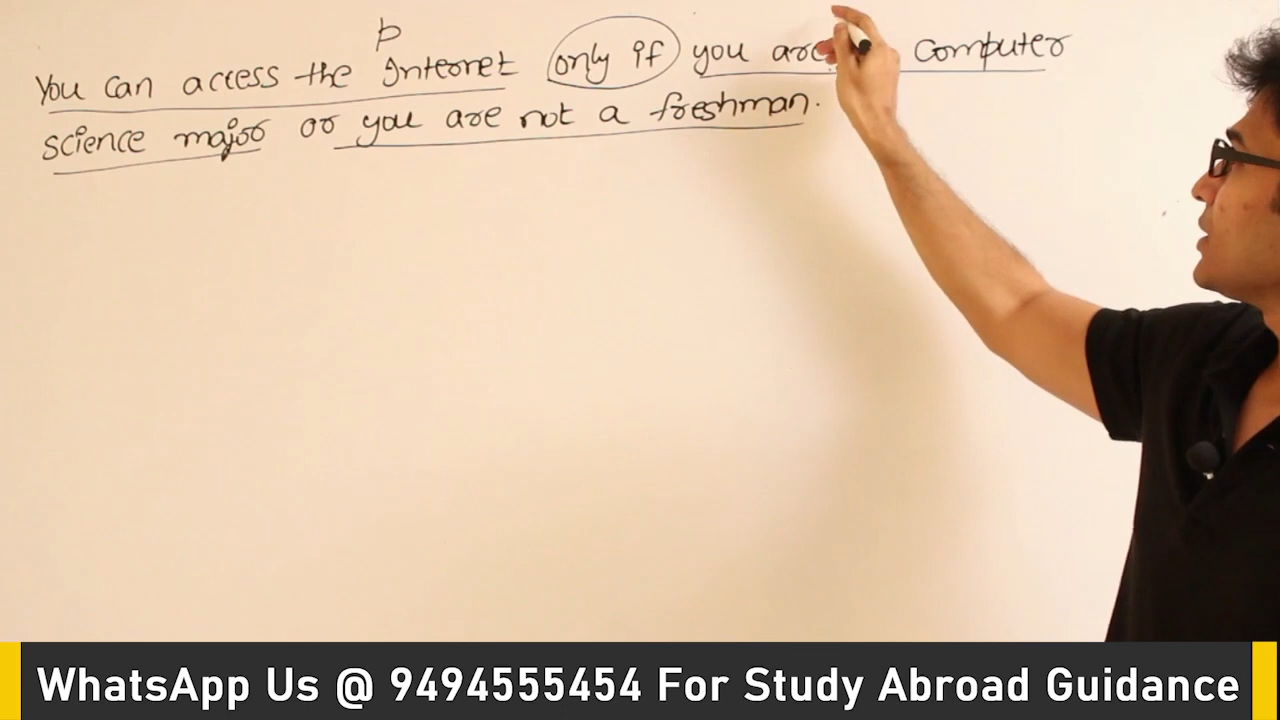 p
You can access the Internet only if you are computer
science major or you are not a freshman.
WhatsApp Us @ 9494555454 For Study Abroad Guidance